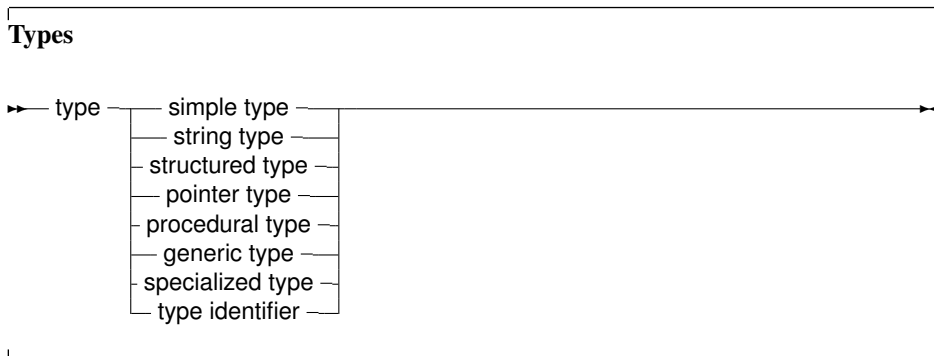 Types
type simple type
string type
structured type
pointer type
procedural type
generic type
specialized type
type identifier